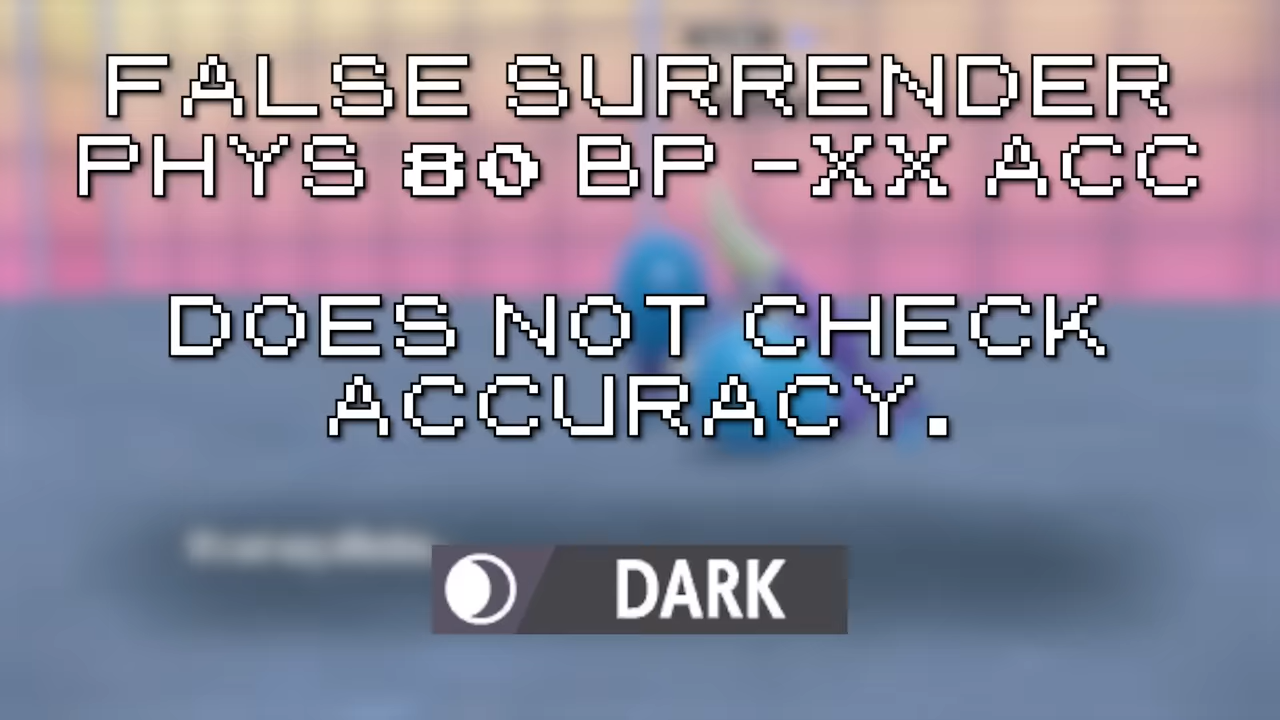 FALSE SURRENDER
PHYS 80 BP -XX ACC
DOES NOT CHECK
ACCURACY.
DARK